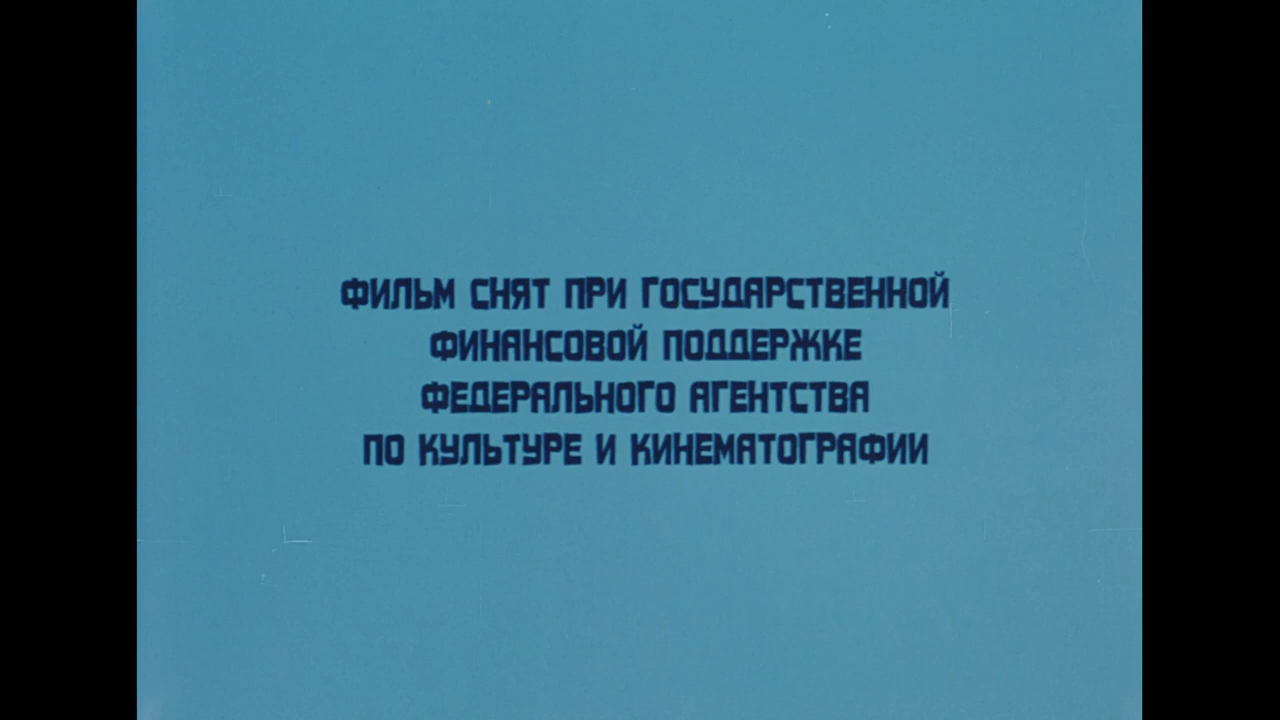 ФИЛЬМ СНЯТ ПРИ ГОСУДАРСТВЕННОЙ
ФИНАНСОВОЙ ПОДДЕРЖКЕ
ФЕДЕРАЛЬНОГО АГЕНТСТВА
ПО КУЛЬТУРЕ И КИНЕМАТОГРАФИИ